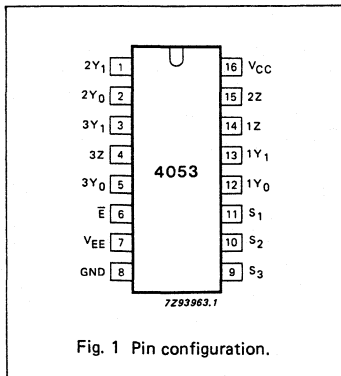 2Y1 1 16 VCC
2Y0 2 15 2Z
3Y1 3 14 1Z
3Z 4 13 1Y1
4053
3Y0 5 12 1Y0
E̅ 6 11 S1
VEE 7 10 S2
GND 8 9 S3
7Z93963.1
Fig. 1 Pin configuration.